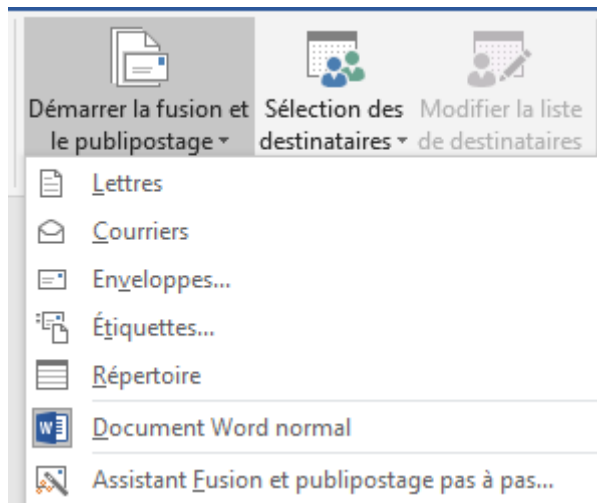 Démarrer la fusion et
le publipostage
Sélection des
destinataires
Modifier la liste
de destinataires
Lettres
Courriers
Enveloppes...
Étiquettes...
Répertoire
Document Word normal
Assistant Fusion et publipostage pas à pas...